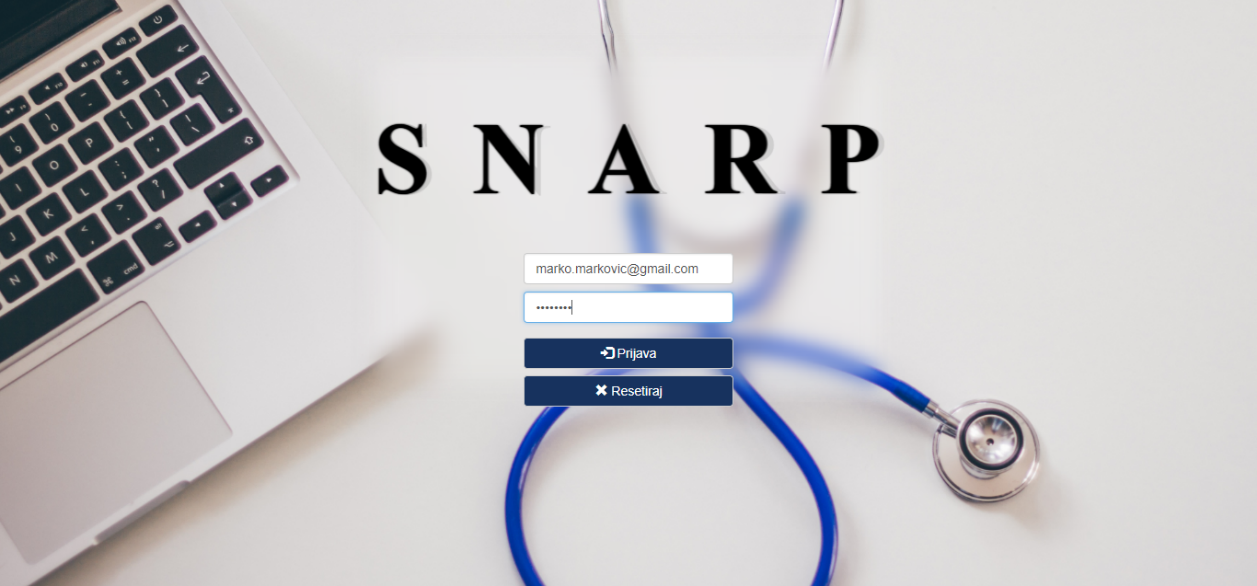 S N A R P
marko.markovic@gmail.com
••••••••
Prijava
Resetiraj